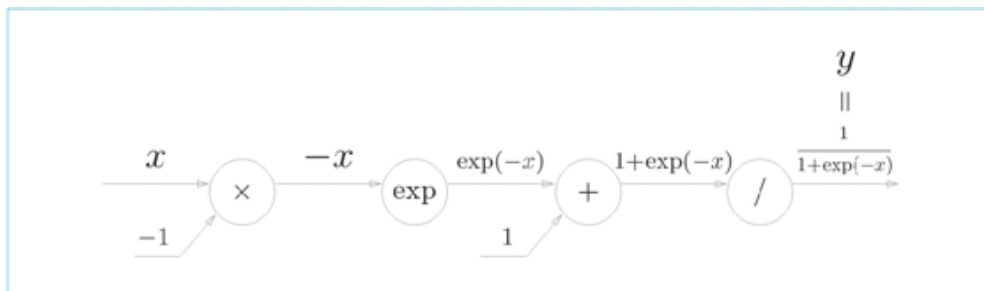 y
=
1
1+exp(−x)
x
−x
exp(−x)
1+exp(−x)
×
exp
+
/
−1
1